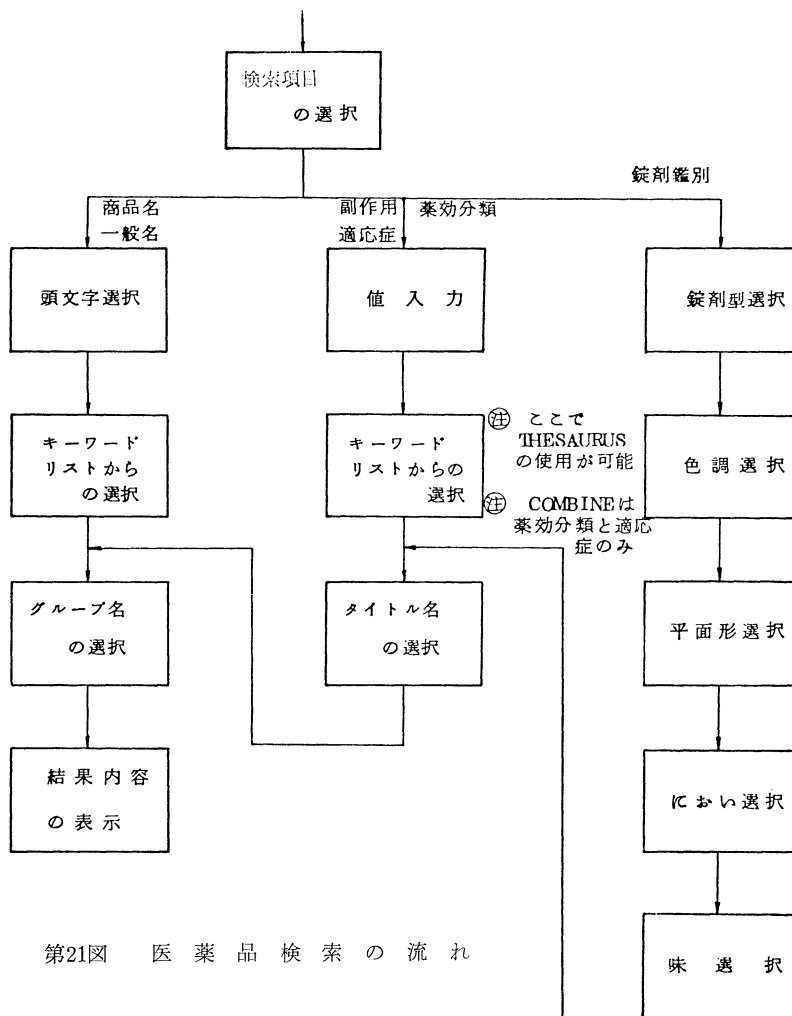 検索項目
の選択
錠剤鑑別
商品名
一般名
副作用
適応症
薬効分類
頭文字選択
値入力
錠剤型選択
キーワード
リストから
の選択
キーワード
リストからの
選択
注 ここで
THESAURUS
の使用が可能
注 COMBINEは
薬効分類と適応
症のみ
色調選択
グループ名
の選択
タイトル名
の選択
平面形選択
結果内容
の表示
におい選択
味選択
第21図 医薬品検索の流れ